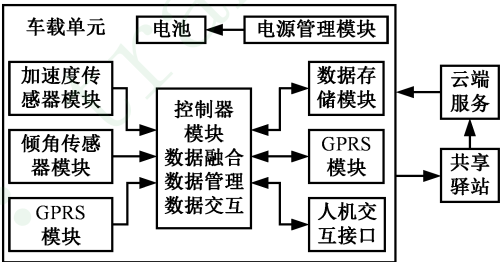 车载单元
电池
电源管理模块
加速度传
感器模块
倾角传感
器模块
GPRS
模块
控制器
模块
数据融合
数据管理
数据交互
数据存
储模块
GPRS
模块
人机交
互接口
云端
服务
共享
驿站